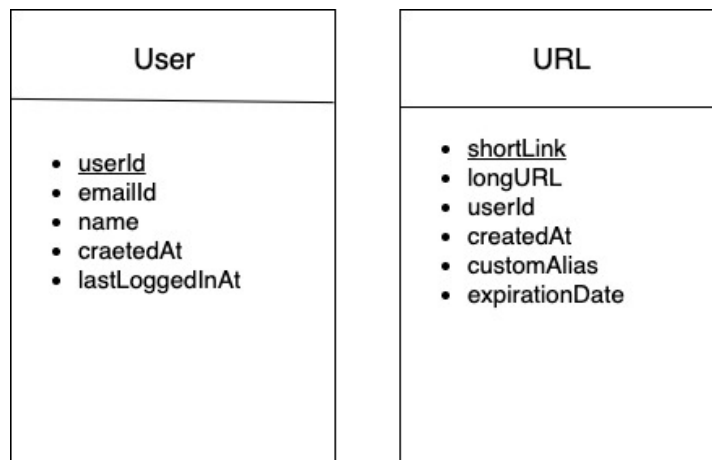 User
userId
emailId
name
craetedAt
lastLoggedInAt
URL
shortLink
longURL
userId
createdAt
customAlias
expirationDate